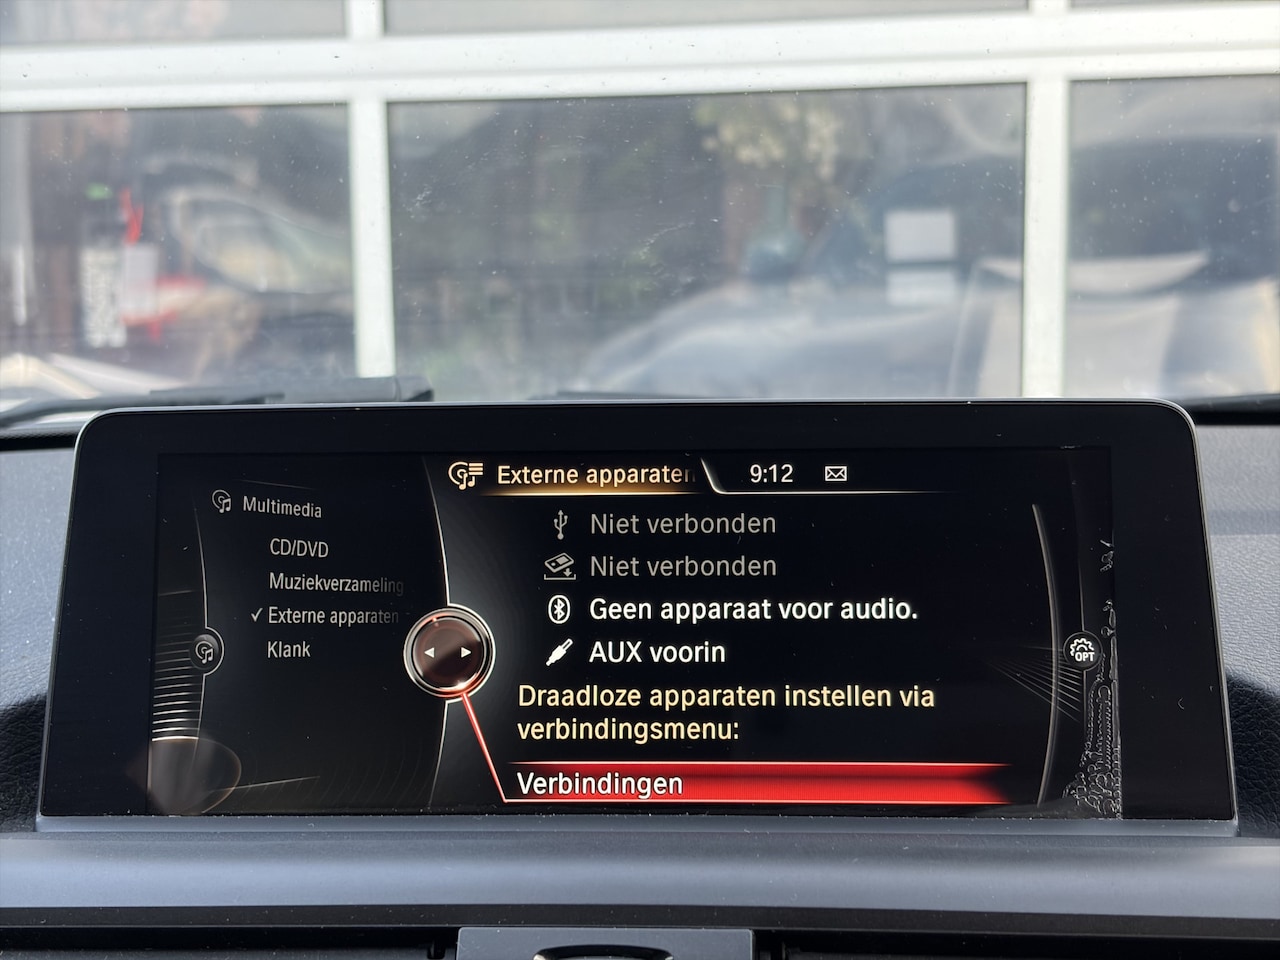 Externe apparaten
9:12
Multimedia
CD/DVD
Muziekverzameling
✓ Externe apparaten
Klank
Niet verbonden
Niet verbonden
Geen apparaat voor audio.
AUX voorin
Draadloze apparaten instellen via
verbindingsmenu:
Verbindingen
OPT